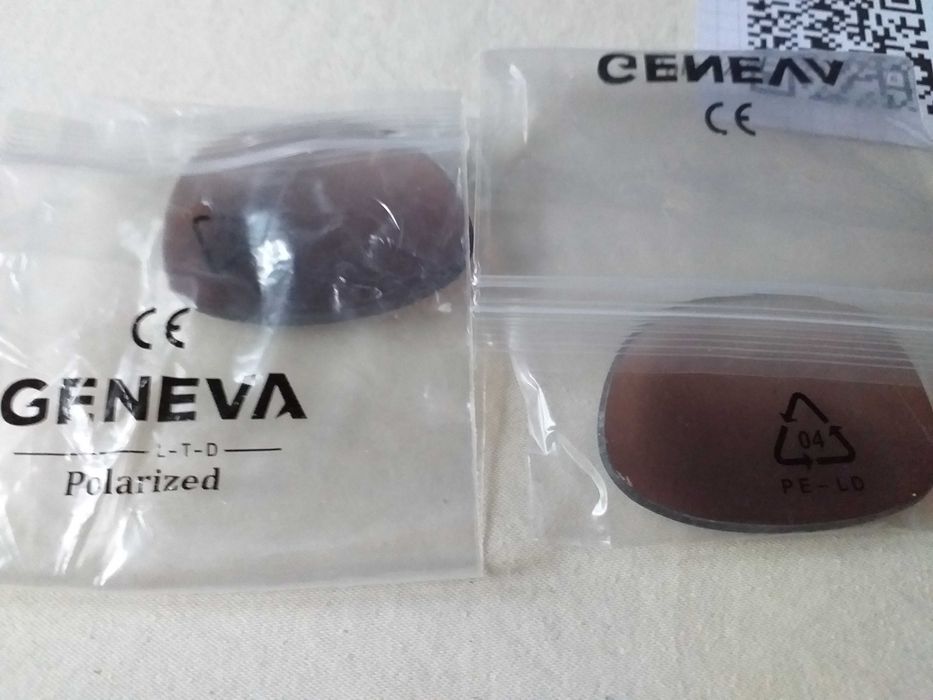 CE
GENEVA
L-T-D
Polarized
GENEVA
CE
04
PE-LD